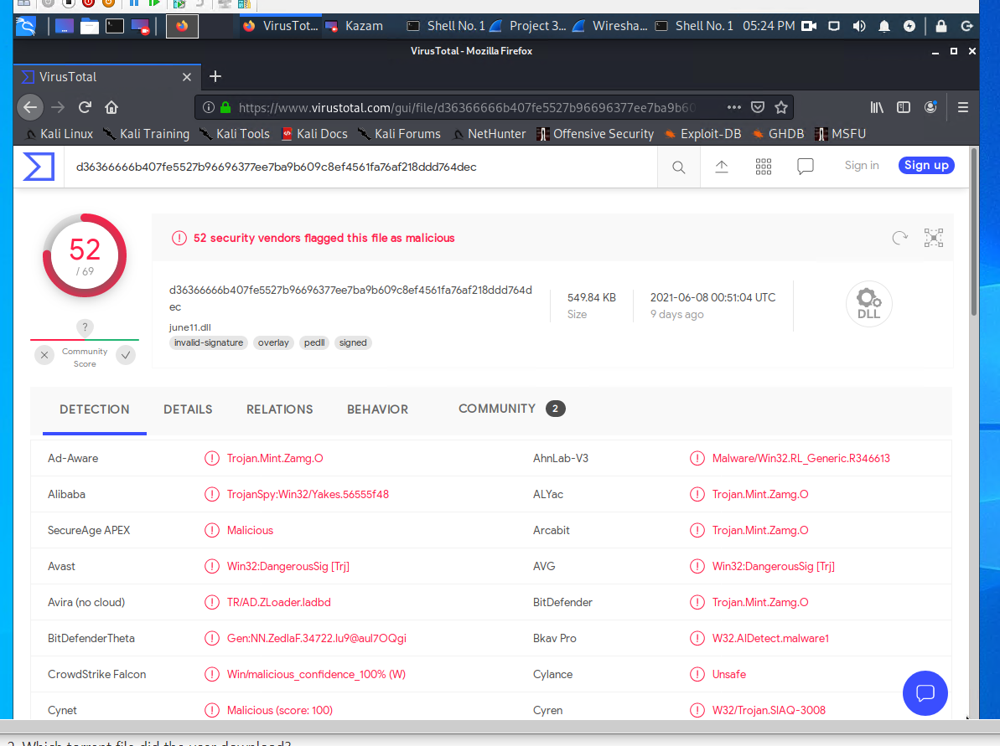 VirusTot...
Kazam
Shell No. 1
Project 3...
Wiresha...
Shell No. 1
05:24 PM
VirusTotal - Mozilla Firefox
VirusTotal
https://www.virustotal.com/gui/file/d36366666b407fe5527b96696377ee7ba9b60
Kali Linux
Kali Training
Kali Tools
Kali Docs
Kali Forums
NetHunter
Offensive Security
Exploit-DB
GHDB
MSFU
d36366666b407fe5527b96696377ee7ba9b609c8ef4561fa76af218ddd764dec
Sign in
Sign up
52
/ 69
?
Community
Score
52 security vendors flagged this file as malicious
d36366666b407fe5527b96696377ee7ba9b609c8ef4561fa76af218ddd764d
ec
june11.dll
invalid-signature
overlay
pedll
signed
549.84 KB
Size
2021-06-08 00:51:04 UTC
9 days ago
DLL
DETECTION
DETAILS
RELATIONS
BEHAVIOR
COMMUNITY 2
Ad-Aware Trojan.Mint.Zamg.O AhnLab-V3 Malware/Win32.RL_Generic.R346613
Alibaba TrojanSpy:Win32/Yakes.56555f48 ALYac Trojan.Mint.Zamg.O
SecureAge APEX Malicious Arcabit Trojan.Mint.Zamg.O
Avast Win32:DangerousSig [Trj] AVG Win32:DangerousSig [Trj]
Avira (no cloud) TR/AD.ZLoader.ladbd BitDefender Trojan.Mint.Zamg.O
BitDefenderTheta Gen:NN.ZedlaF.34722.lu9@aul7OQgi Bkav Pro W32.AIDetect.malware1
CrowdStrike Falcon Win/malicious_confidence_100% (W) Cylance Unsafe
Cynet Malicious (score: 100) Cyren W32/Trojan.SIAQ-3008
2. Which torrent file did the user download?